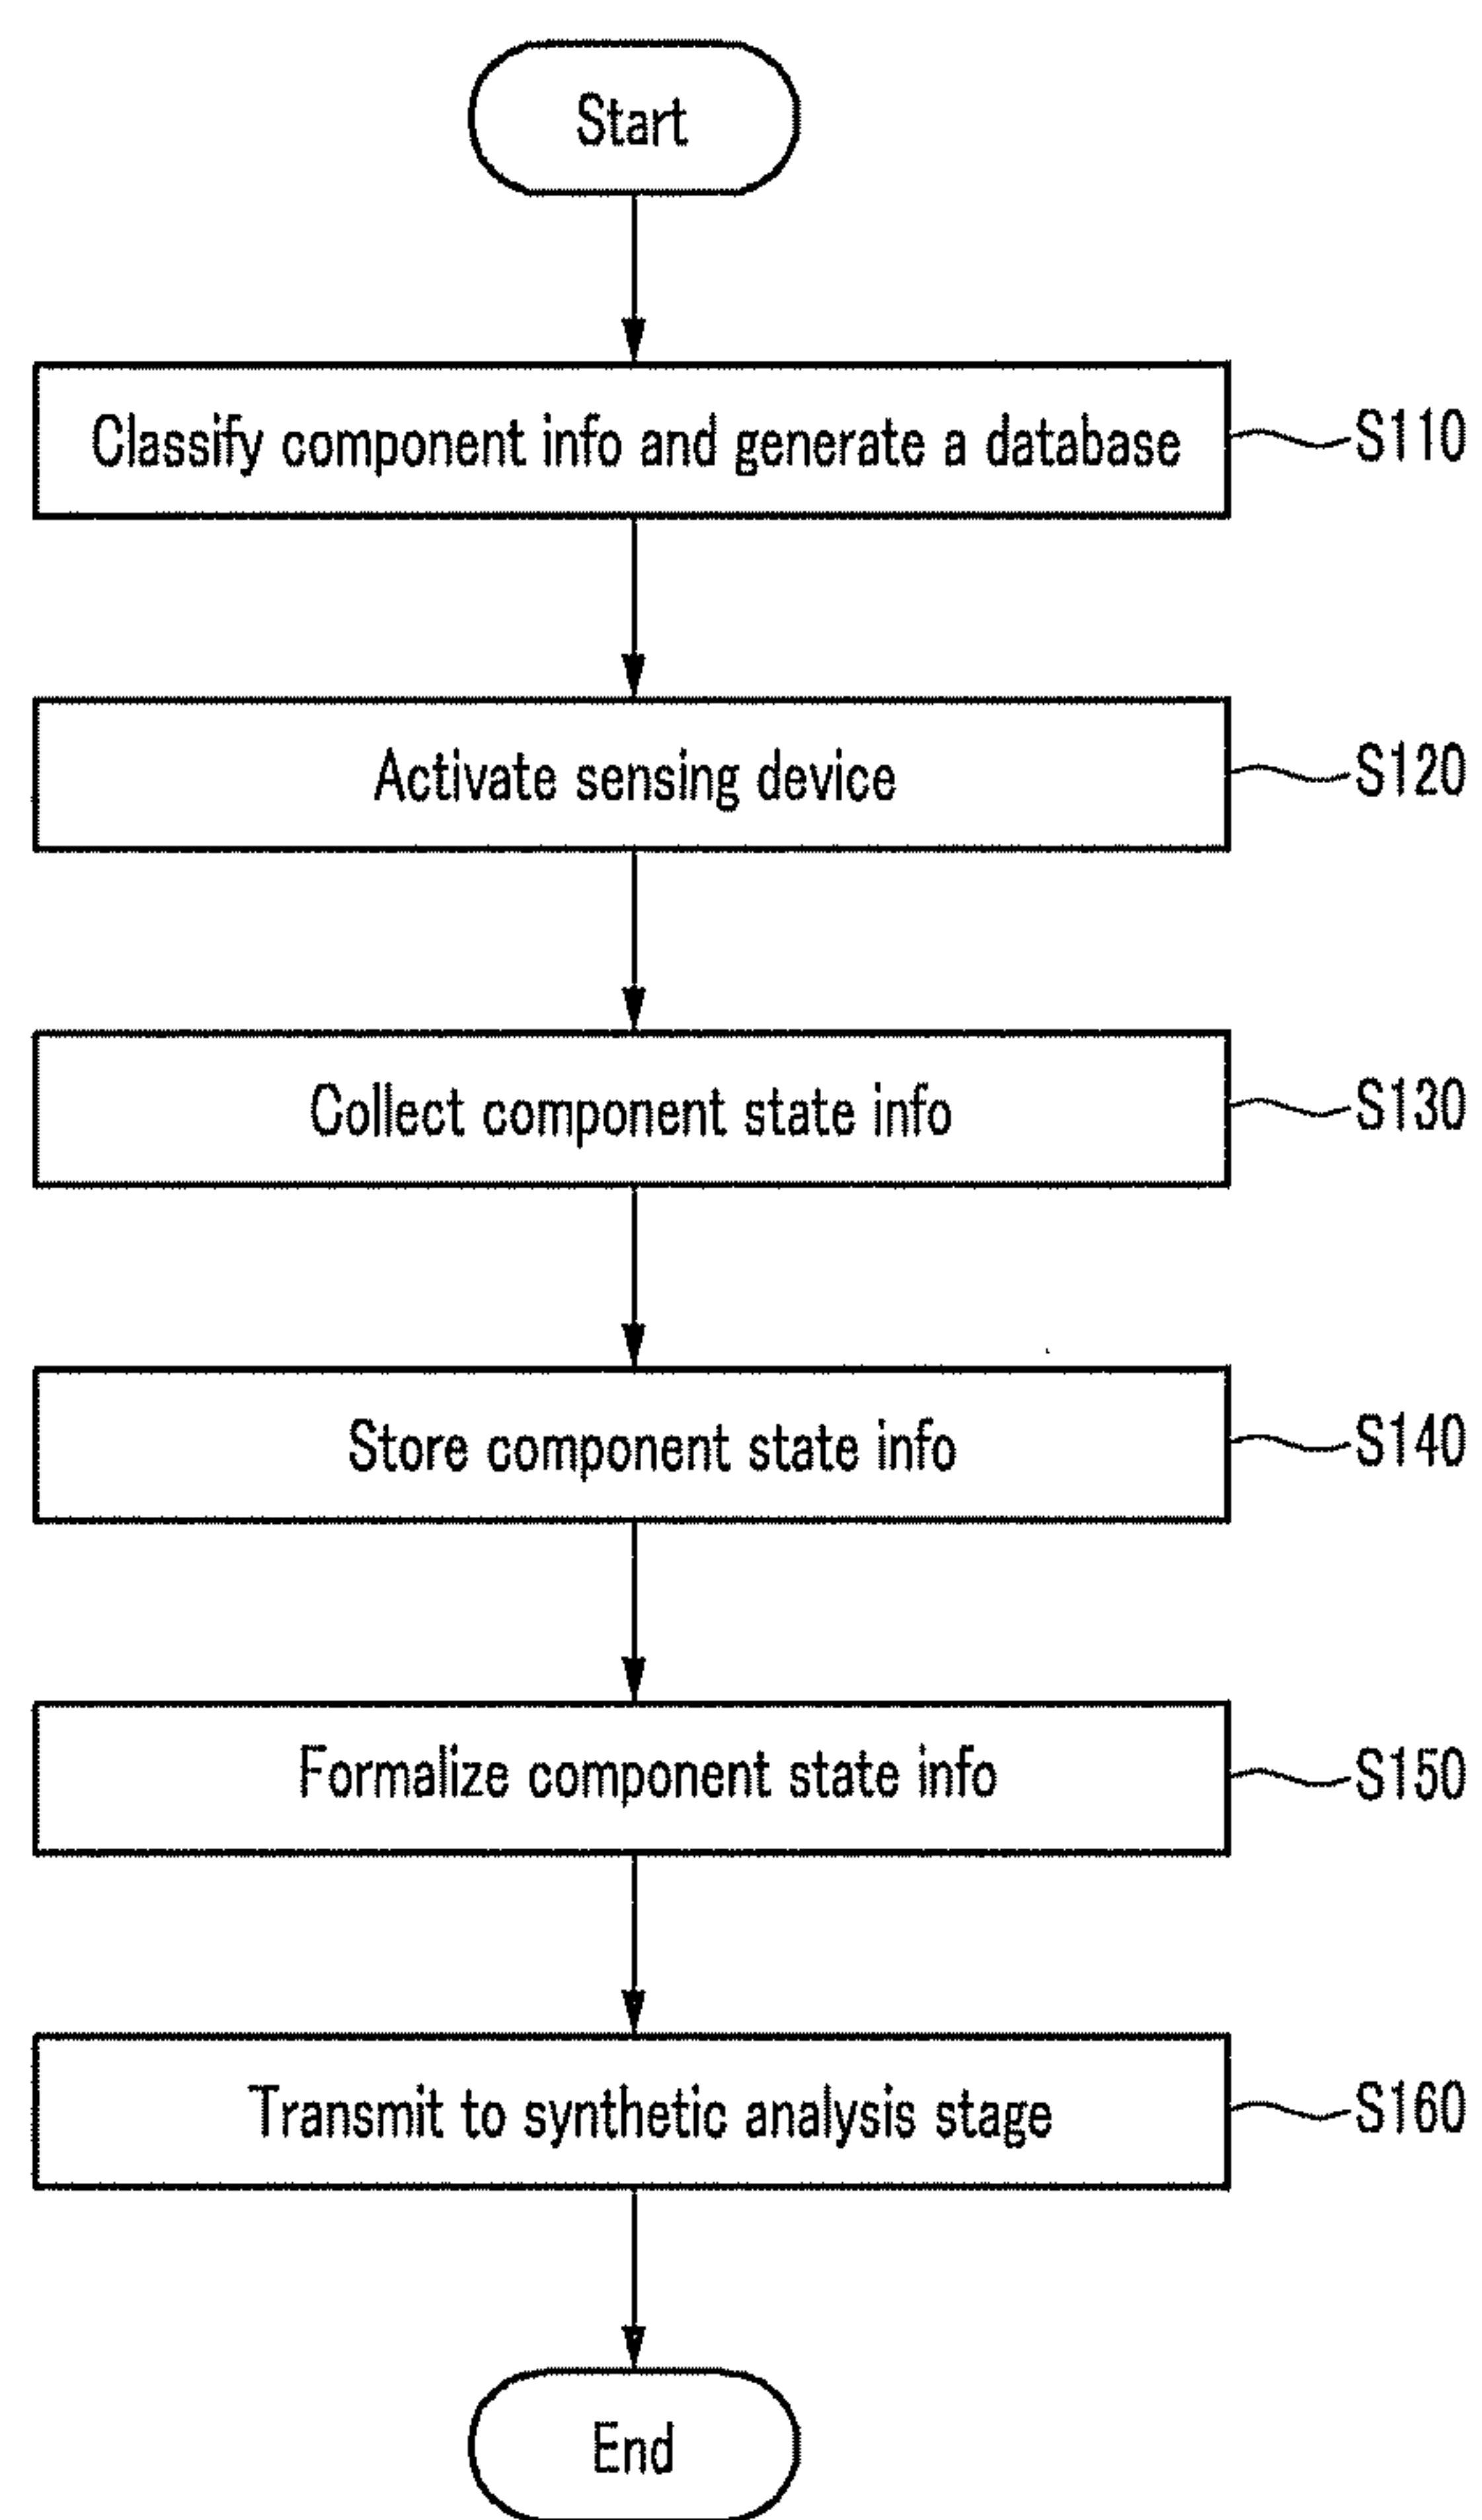 Start
Classify component info and generate a database
S110
Activate sensing device
S120
Collect component state info
S130
Store component state info
S140
Formalize component state info
S150
Transmit to synthetic analysis stage
S160
End